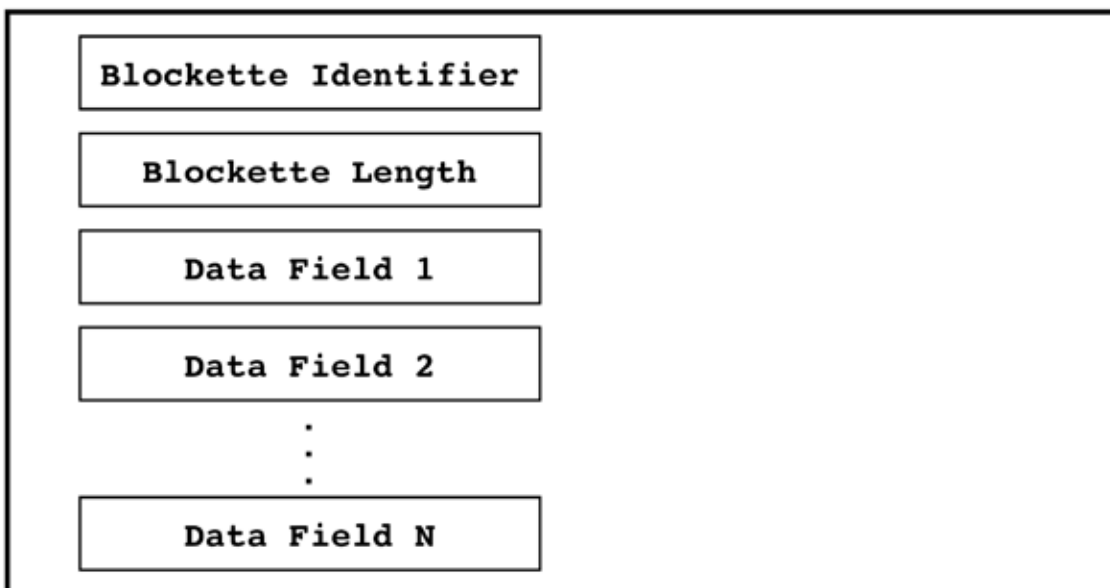 Blockette Identifier
Blockette Length
Data Field 1
Data Field 2
.
.
.
Data Field N